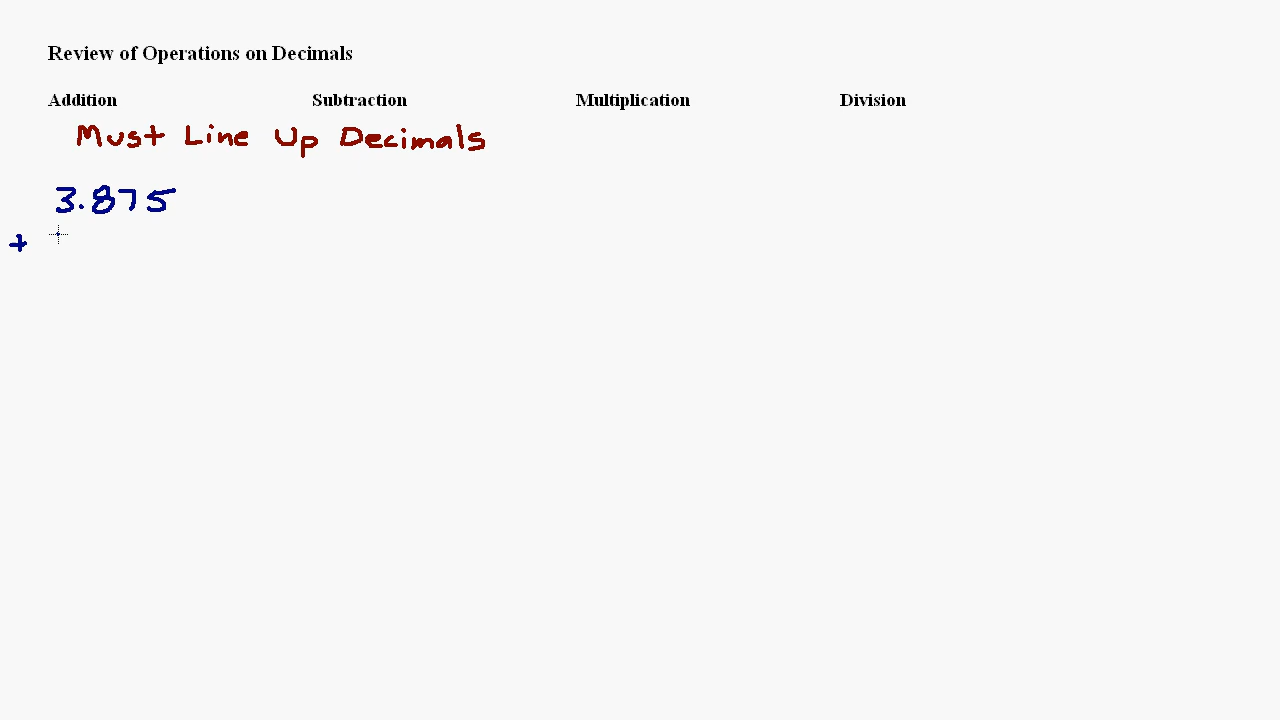 Review of Operations on Decimals
Addition Subtraction Multiplication Division
Must Line Up Decimals
3.875
+